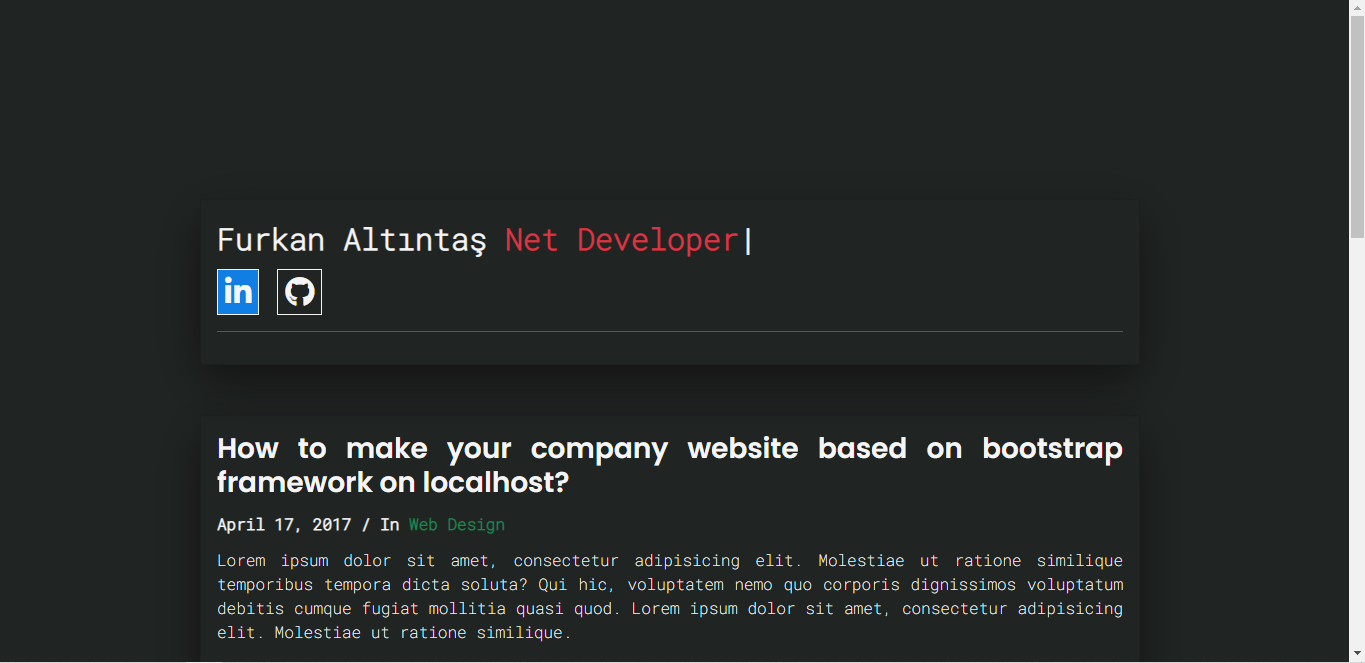 Furkan Altıntaş Net Developer|
in
How to make your company website based on bootstrap
framework on localhost?
April 17, 2017 / In Web Design
Lorem ipsum dolor sit amet, consectetur adipisicing elit. Molestiae ut ratione similique
temporibus tempora dicta soluta? Qui hic, voluptatem nemo quo corporis dignissimos voluptatum
debitis cumque fugiat mollitia quasi quod. Lorem ipsum dolor sit amet, consectetur adipisicing
elit. Molestiae ut ratione similique.